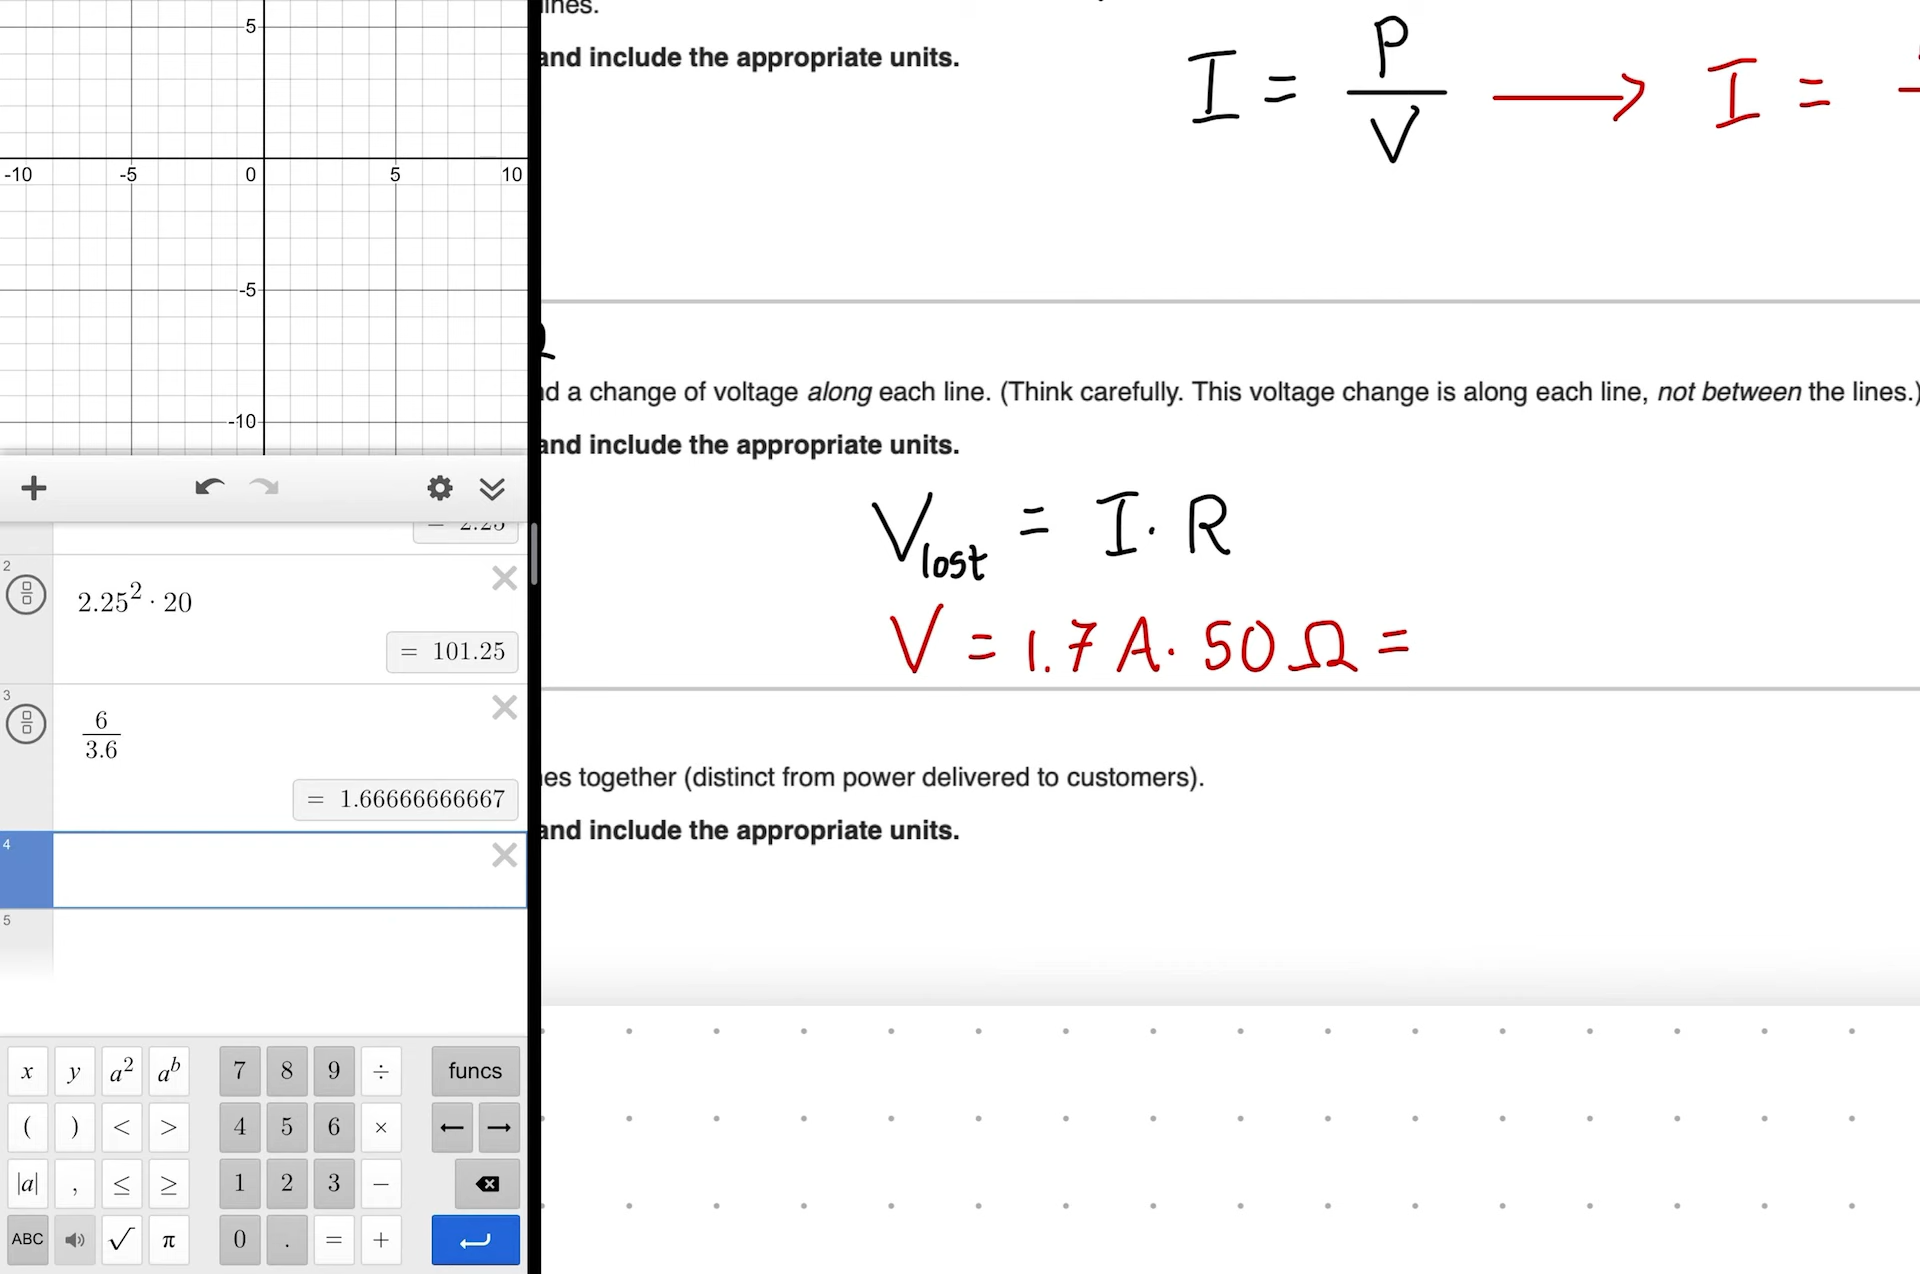 5
-10 -5 0 5 10
-5
-10
= 2.25
2
2.25² · 20
= 101.25
3
6
3.6
= 1.66666666667
4
5
x y a² aᵇ 7 8 9 ÷ funcs
( ) < > 4 5 6 × ← →
|a| , ≤ ≥ 1 2 3 −
ABC √ π 0 . = +
and include the appropriate units.
I = P/V → I =
a change of voltage along each line. (Think carefully. This voltage change is along each line, not between the lines.)
and include the appropriate units.
V lost = I · R
V = 1.7 A · 50 Ω =
together (distinct from power delivered to customers).
and include the appropriate units.